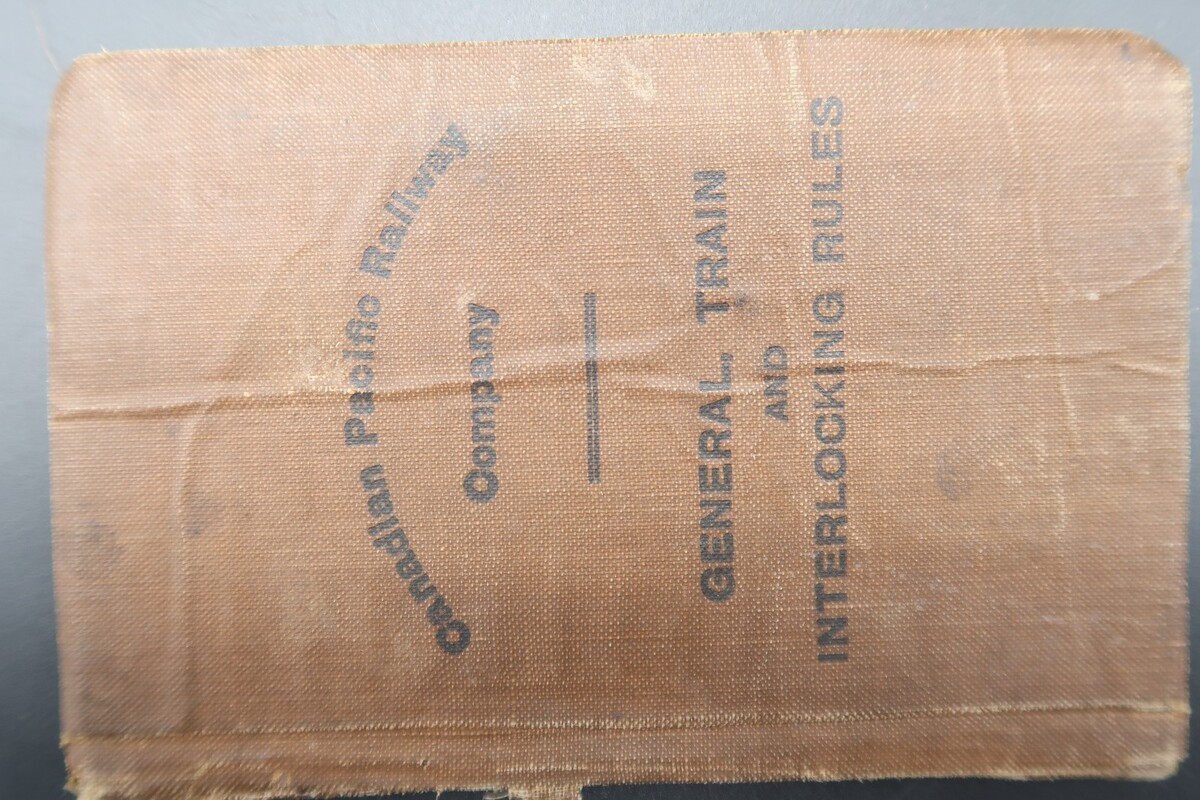 Canadian Pacific Railway
Company
GENERAL. TRAIN
AND
INTERLOCKING RULES